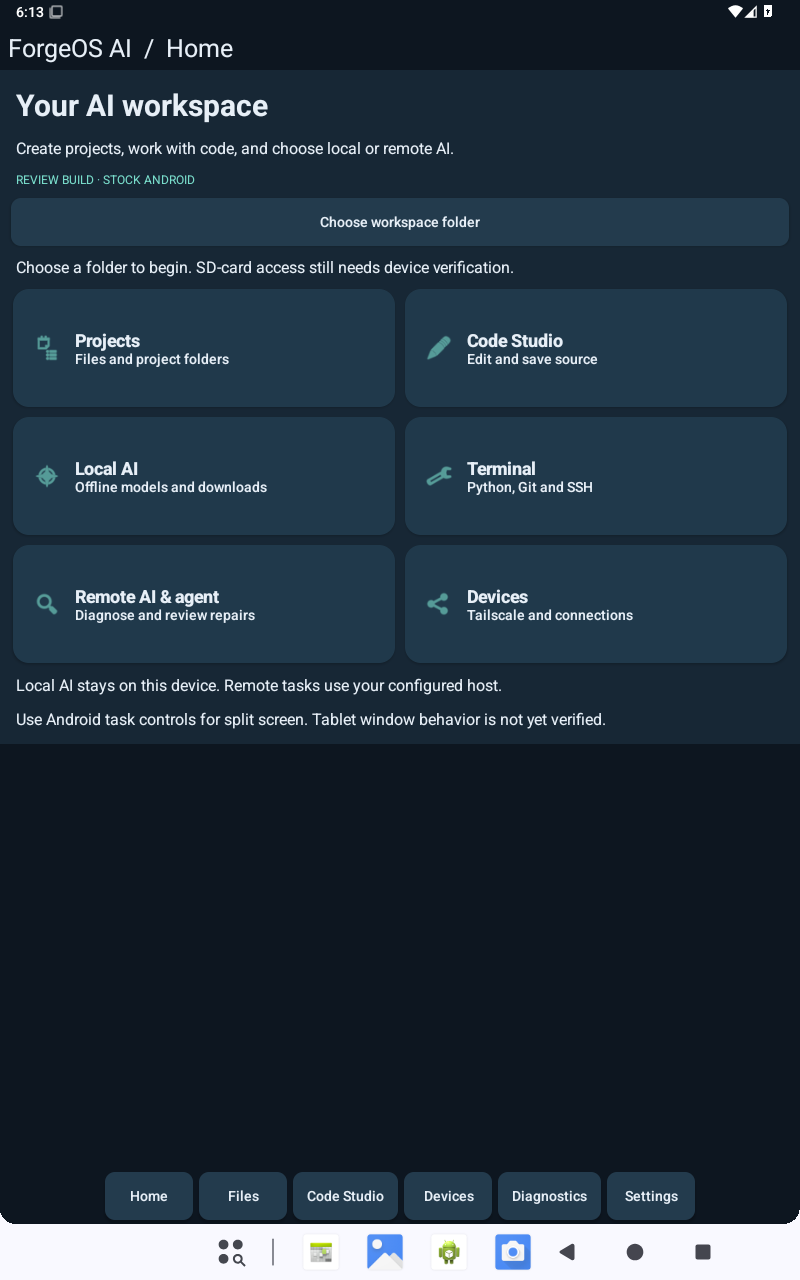 6:13
ForgeOS AI / Home
Your AI workspace
Create projects, work with code, and choose local or remote AI.
REVIEW BUILD · STOCK ANDROID
Choose workspace folder
Choose a folder to begin. SD-card access still needs device verification.
Projects
Files and project folders
Code Studio
Edit and save source
Local AI
Offline models and downloads
Terminal
Python, Git and SSH
Remote AI & agent
Diagnose and review repairs
Devices
Tailscale and connections
Local AI stays on this device. Remote tasks use your configured host.
Use Android task controls for split screen. Tablet window behavior is not yet verified.
Home
Files
Code Studio
Devices
Diagnostics
Settings